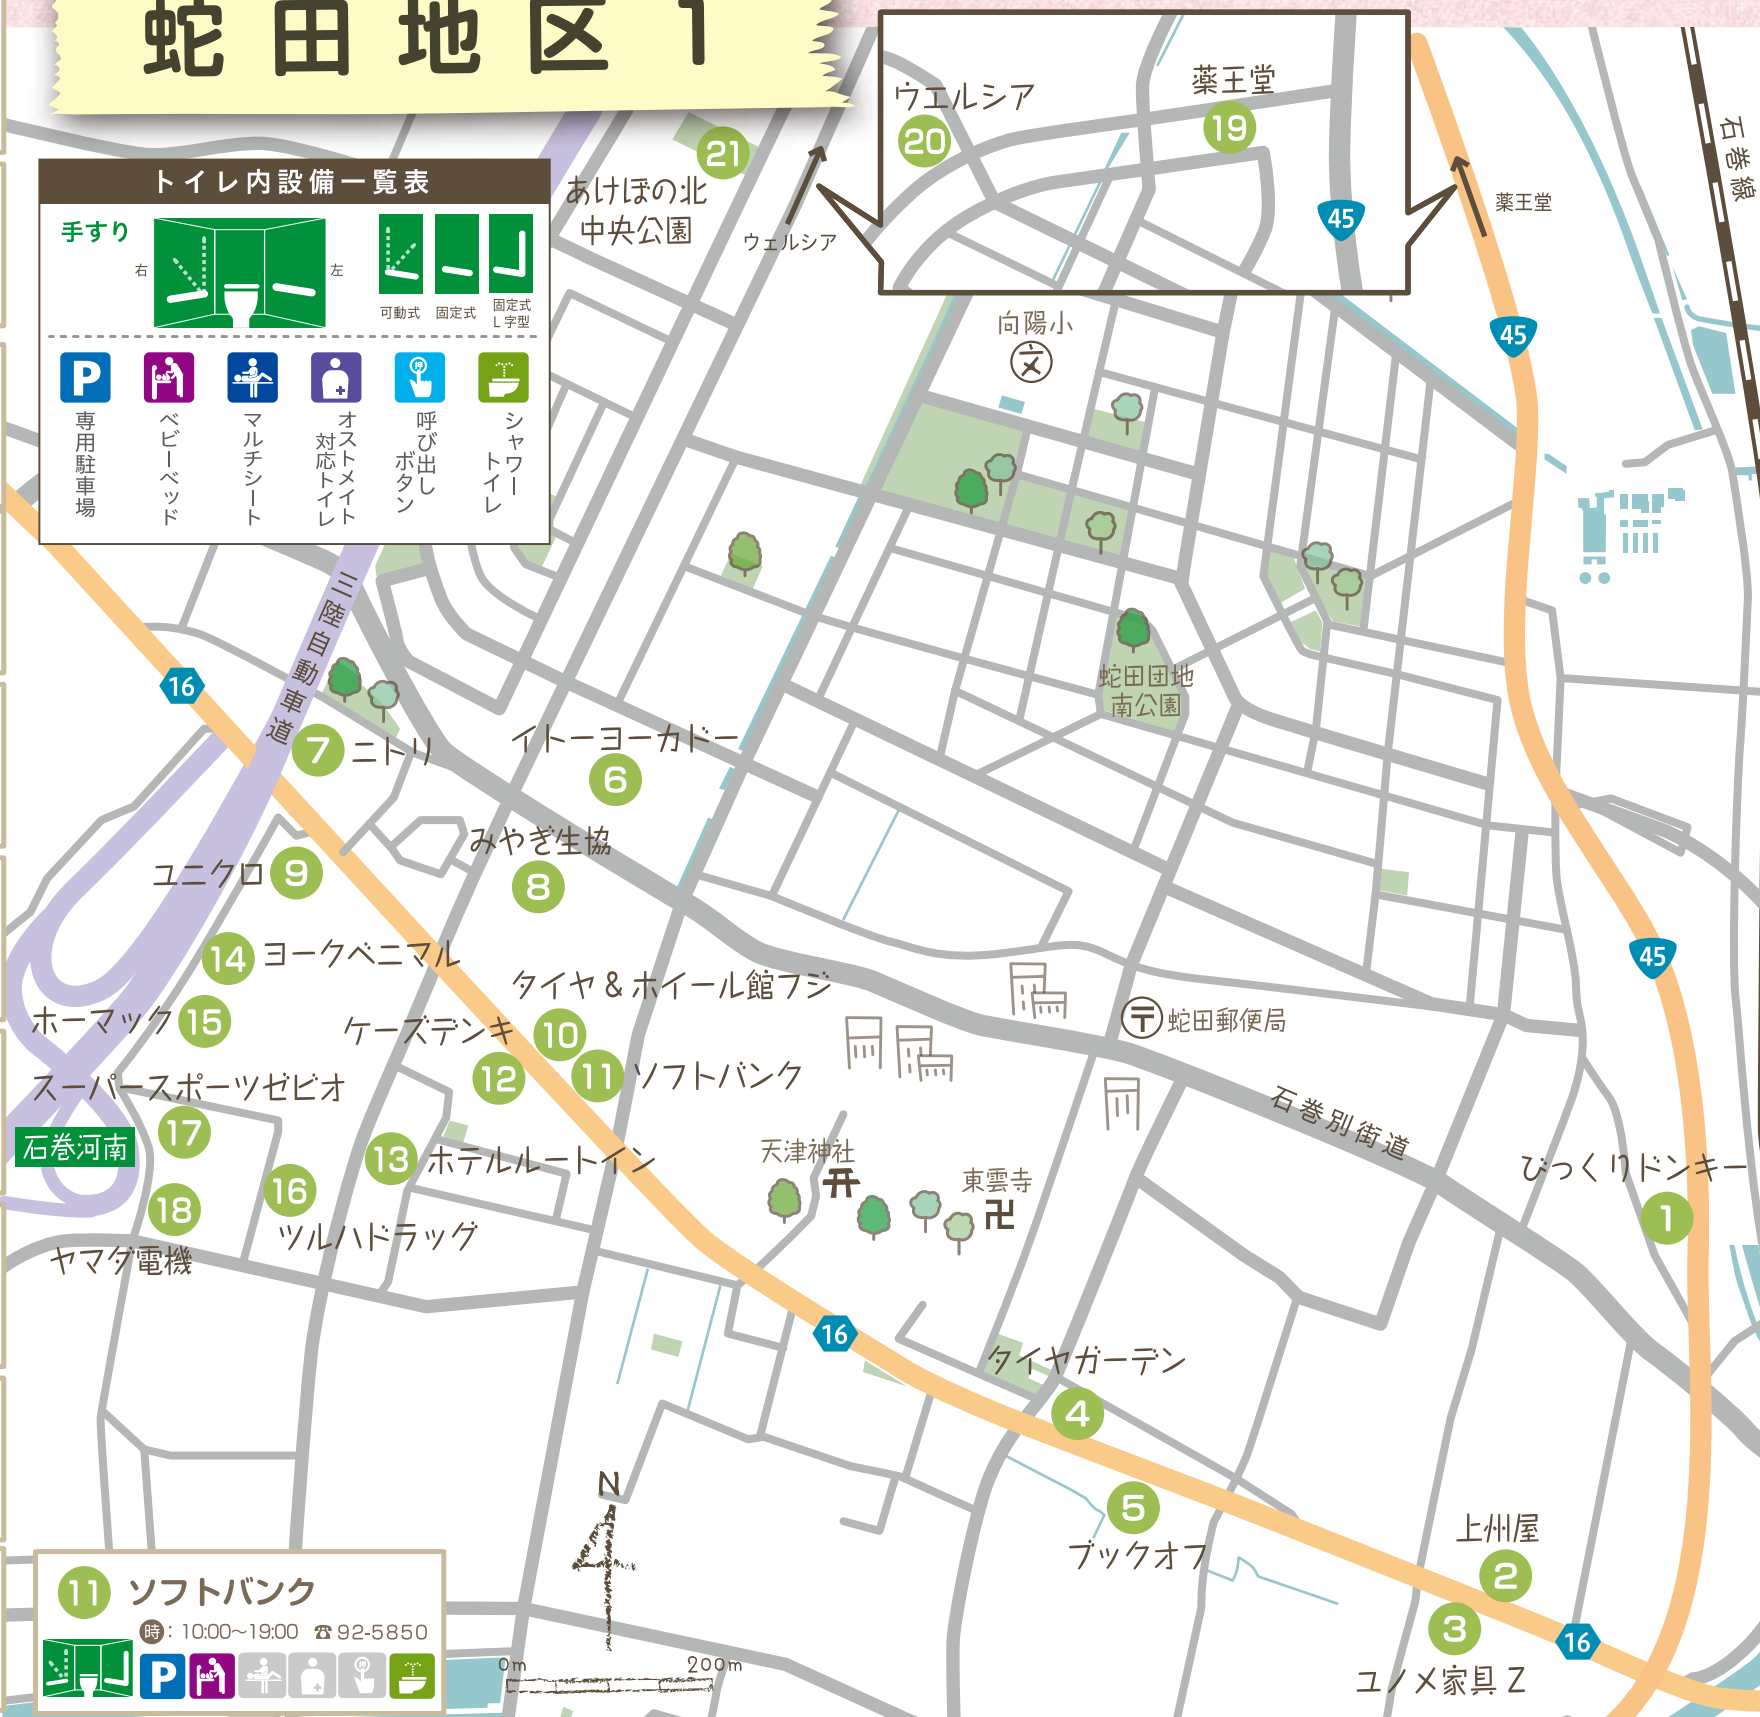 蛇田地区1
トイレ内設備一覧表
手すり
右
左
可動式
固定式
固定式
L字型
P
押
専用駐車場
ベビーベッド
マルチシート
オストメイト
対応トイレ
呼び出し
ボタン
シャワー
トイレ
21
あけぼの北
中央公園
ウェルシア
ウエルシア
20
薬王堂
19
45
薬王堂
石巻線
45
向陽小
文
三陸自動車道
16
7 ニトリ
イトーヨーカドー
6
蛇田団地
南公園
みやぎ生協
8
ユニクロ 9
14 ヨークベニマル
45
タイヤ&ホイール館フジ
ホーマック 15
ケーズデンキ 10
〒 蛇田郵便局
12
11 ソフトバンク
スーパースポーツゼビオ
17
石巻河南
石巻別街道
13 ホテルルートイン
天津神社
東雲寺
卍
びっくりドンキー
1
16
18
ツルハドラッグ
ヤマダ電機
16
タイヤガーデン
4
N
5
ブックオフ
上州屋
2
3
16
ユノメ家具Z
11 ソフトバンク
時:10:00〜19:00 ☎92-5850
P
押
0m 200m